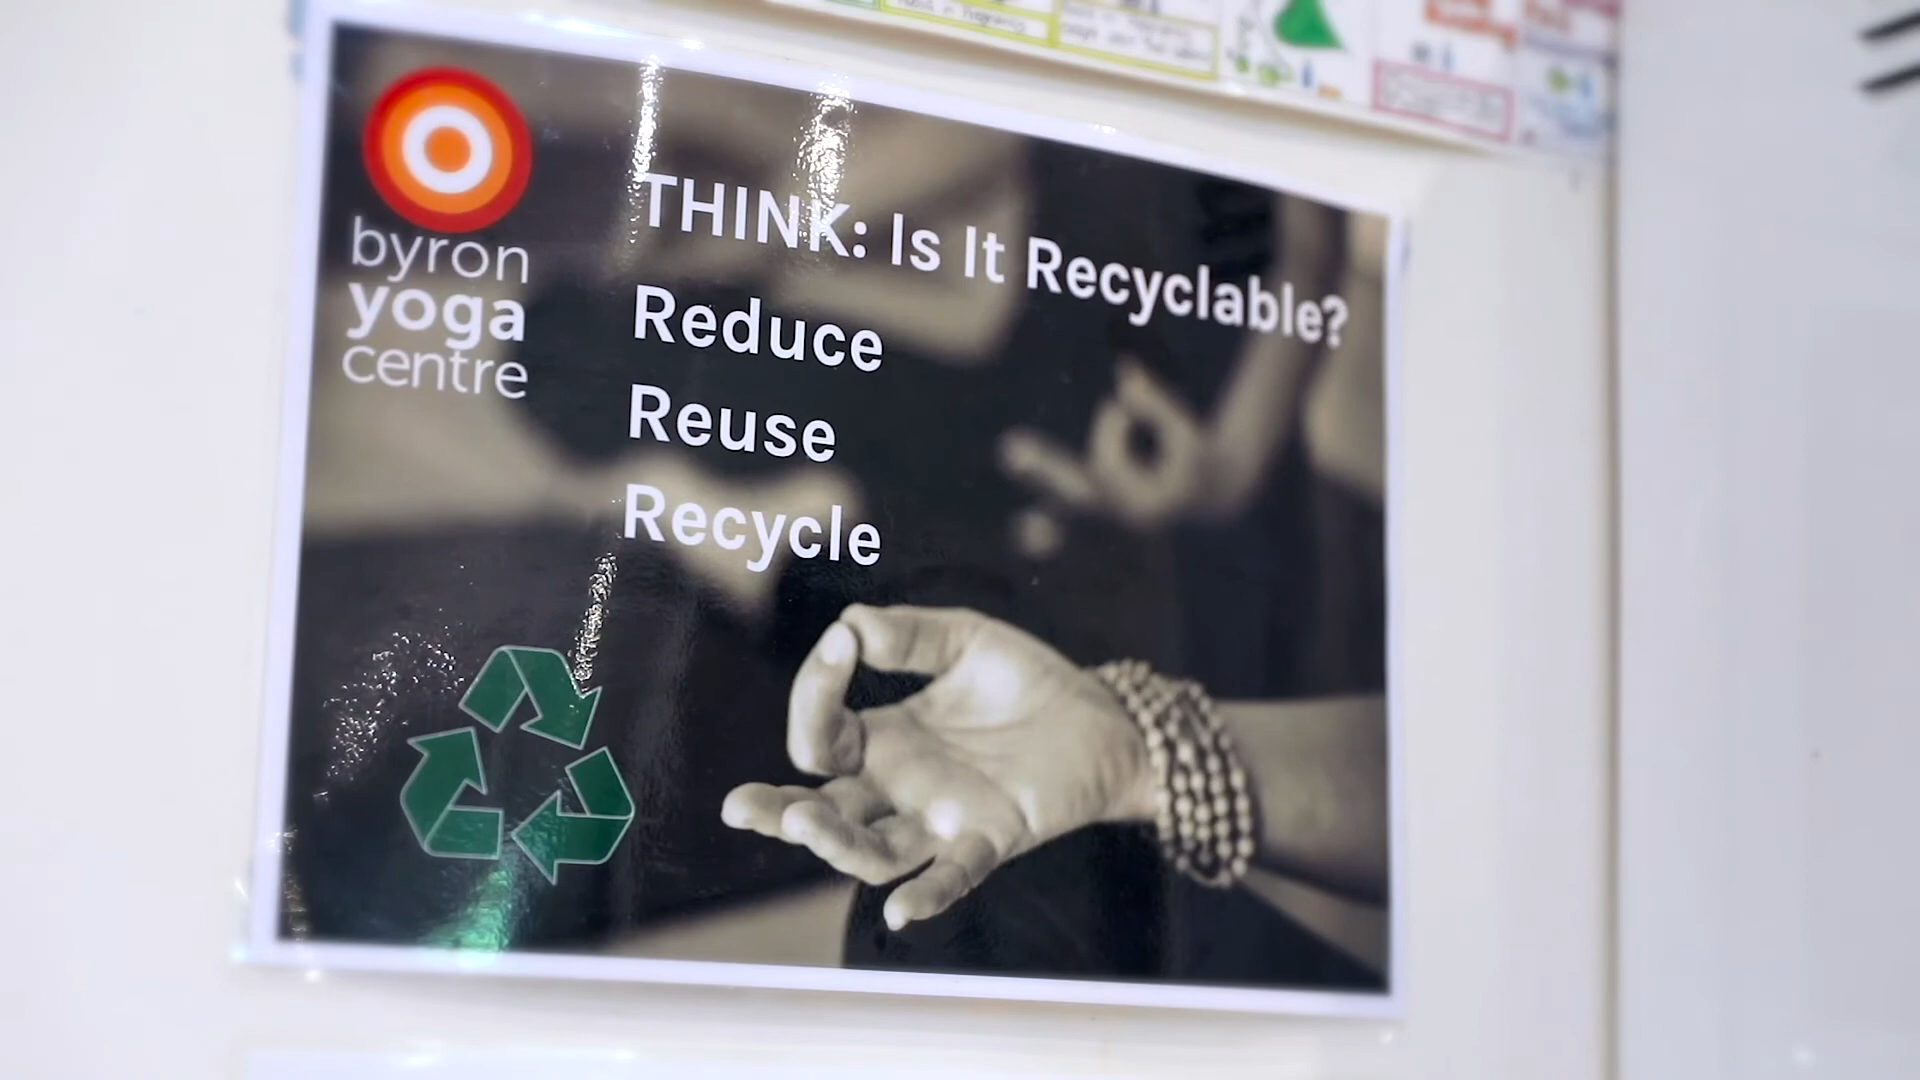 byron
yoga
centre
THINK: Is It Recyclable?
Reduce
Reuse
Recycle